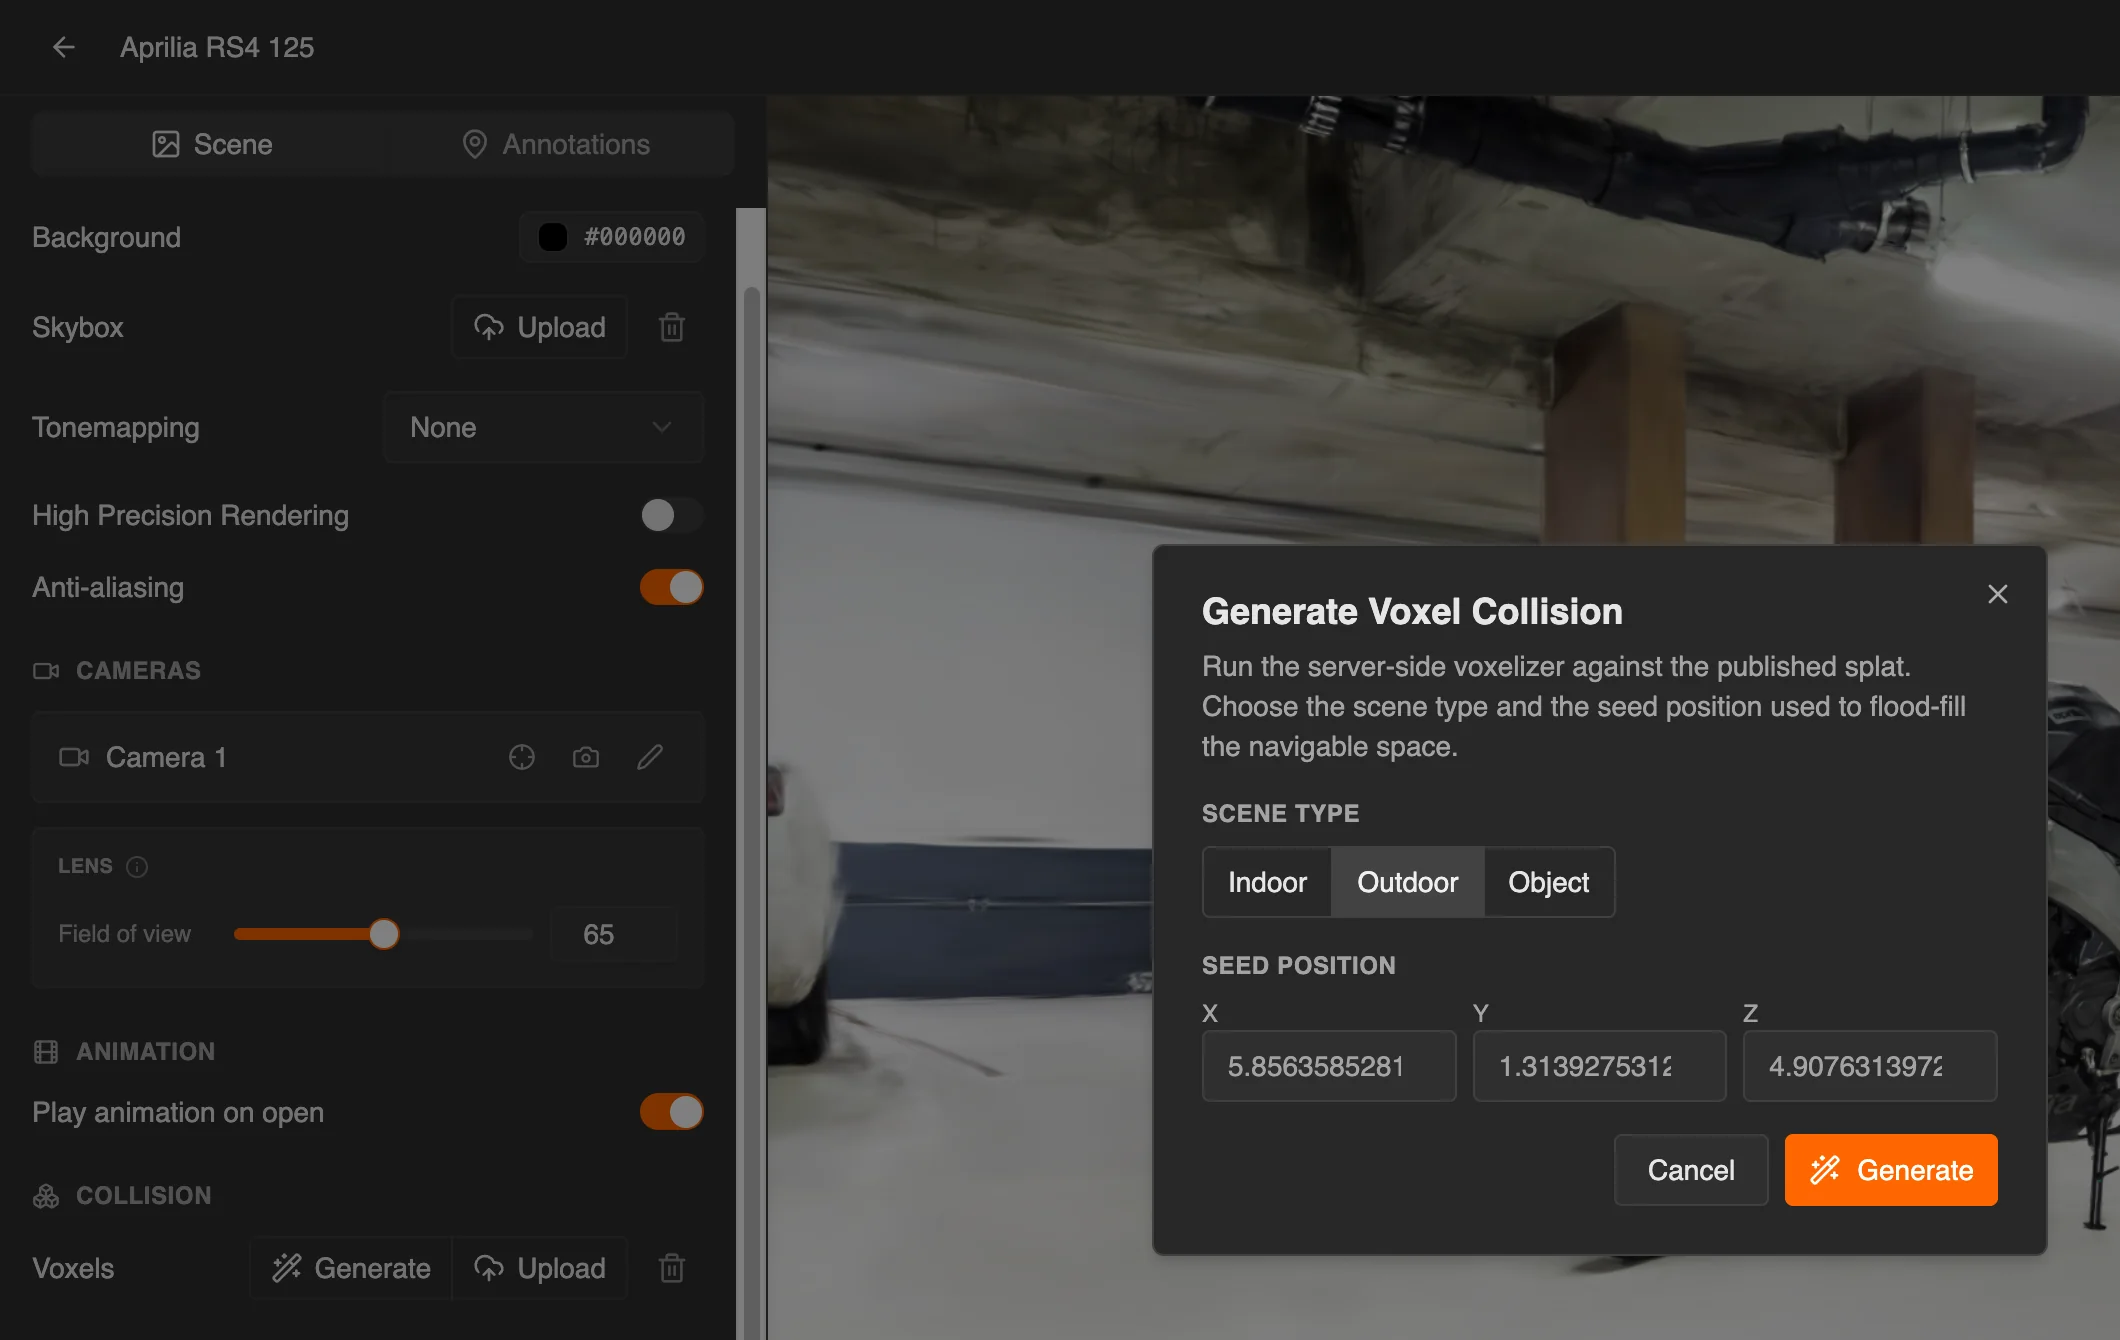 Aprilia RS4 125
Scene
Annotations
Background
#000000
Skybox
Upload
Tonemapping
None
High Precision Rendering
Anti-aliasing
CAMERAS
Camera 1
LENS
Field of view
65
ANIMATION
Play animation on open
COLLISION
Voxels
Generate
Upload
Generate Voxel Collision
Run the server-side voxelizer against the published splat.
Choose the scene type and the seed position used to flood-fill
the navigable space.
SCENE TYPE
Indoor
Outdoor
Object
SEED POSITION
X
Y
Z
5.8563585281
1.3139275312
4.9076313972
Cancel
Generate